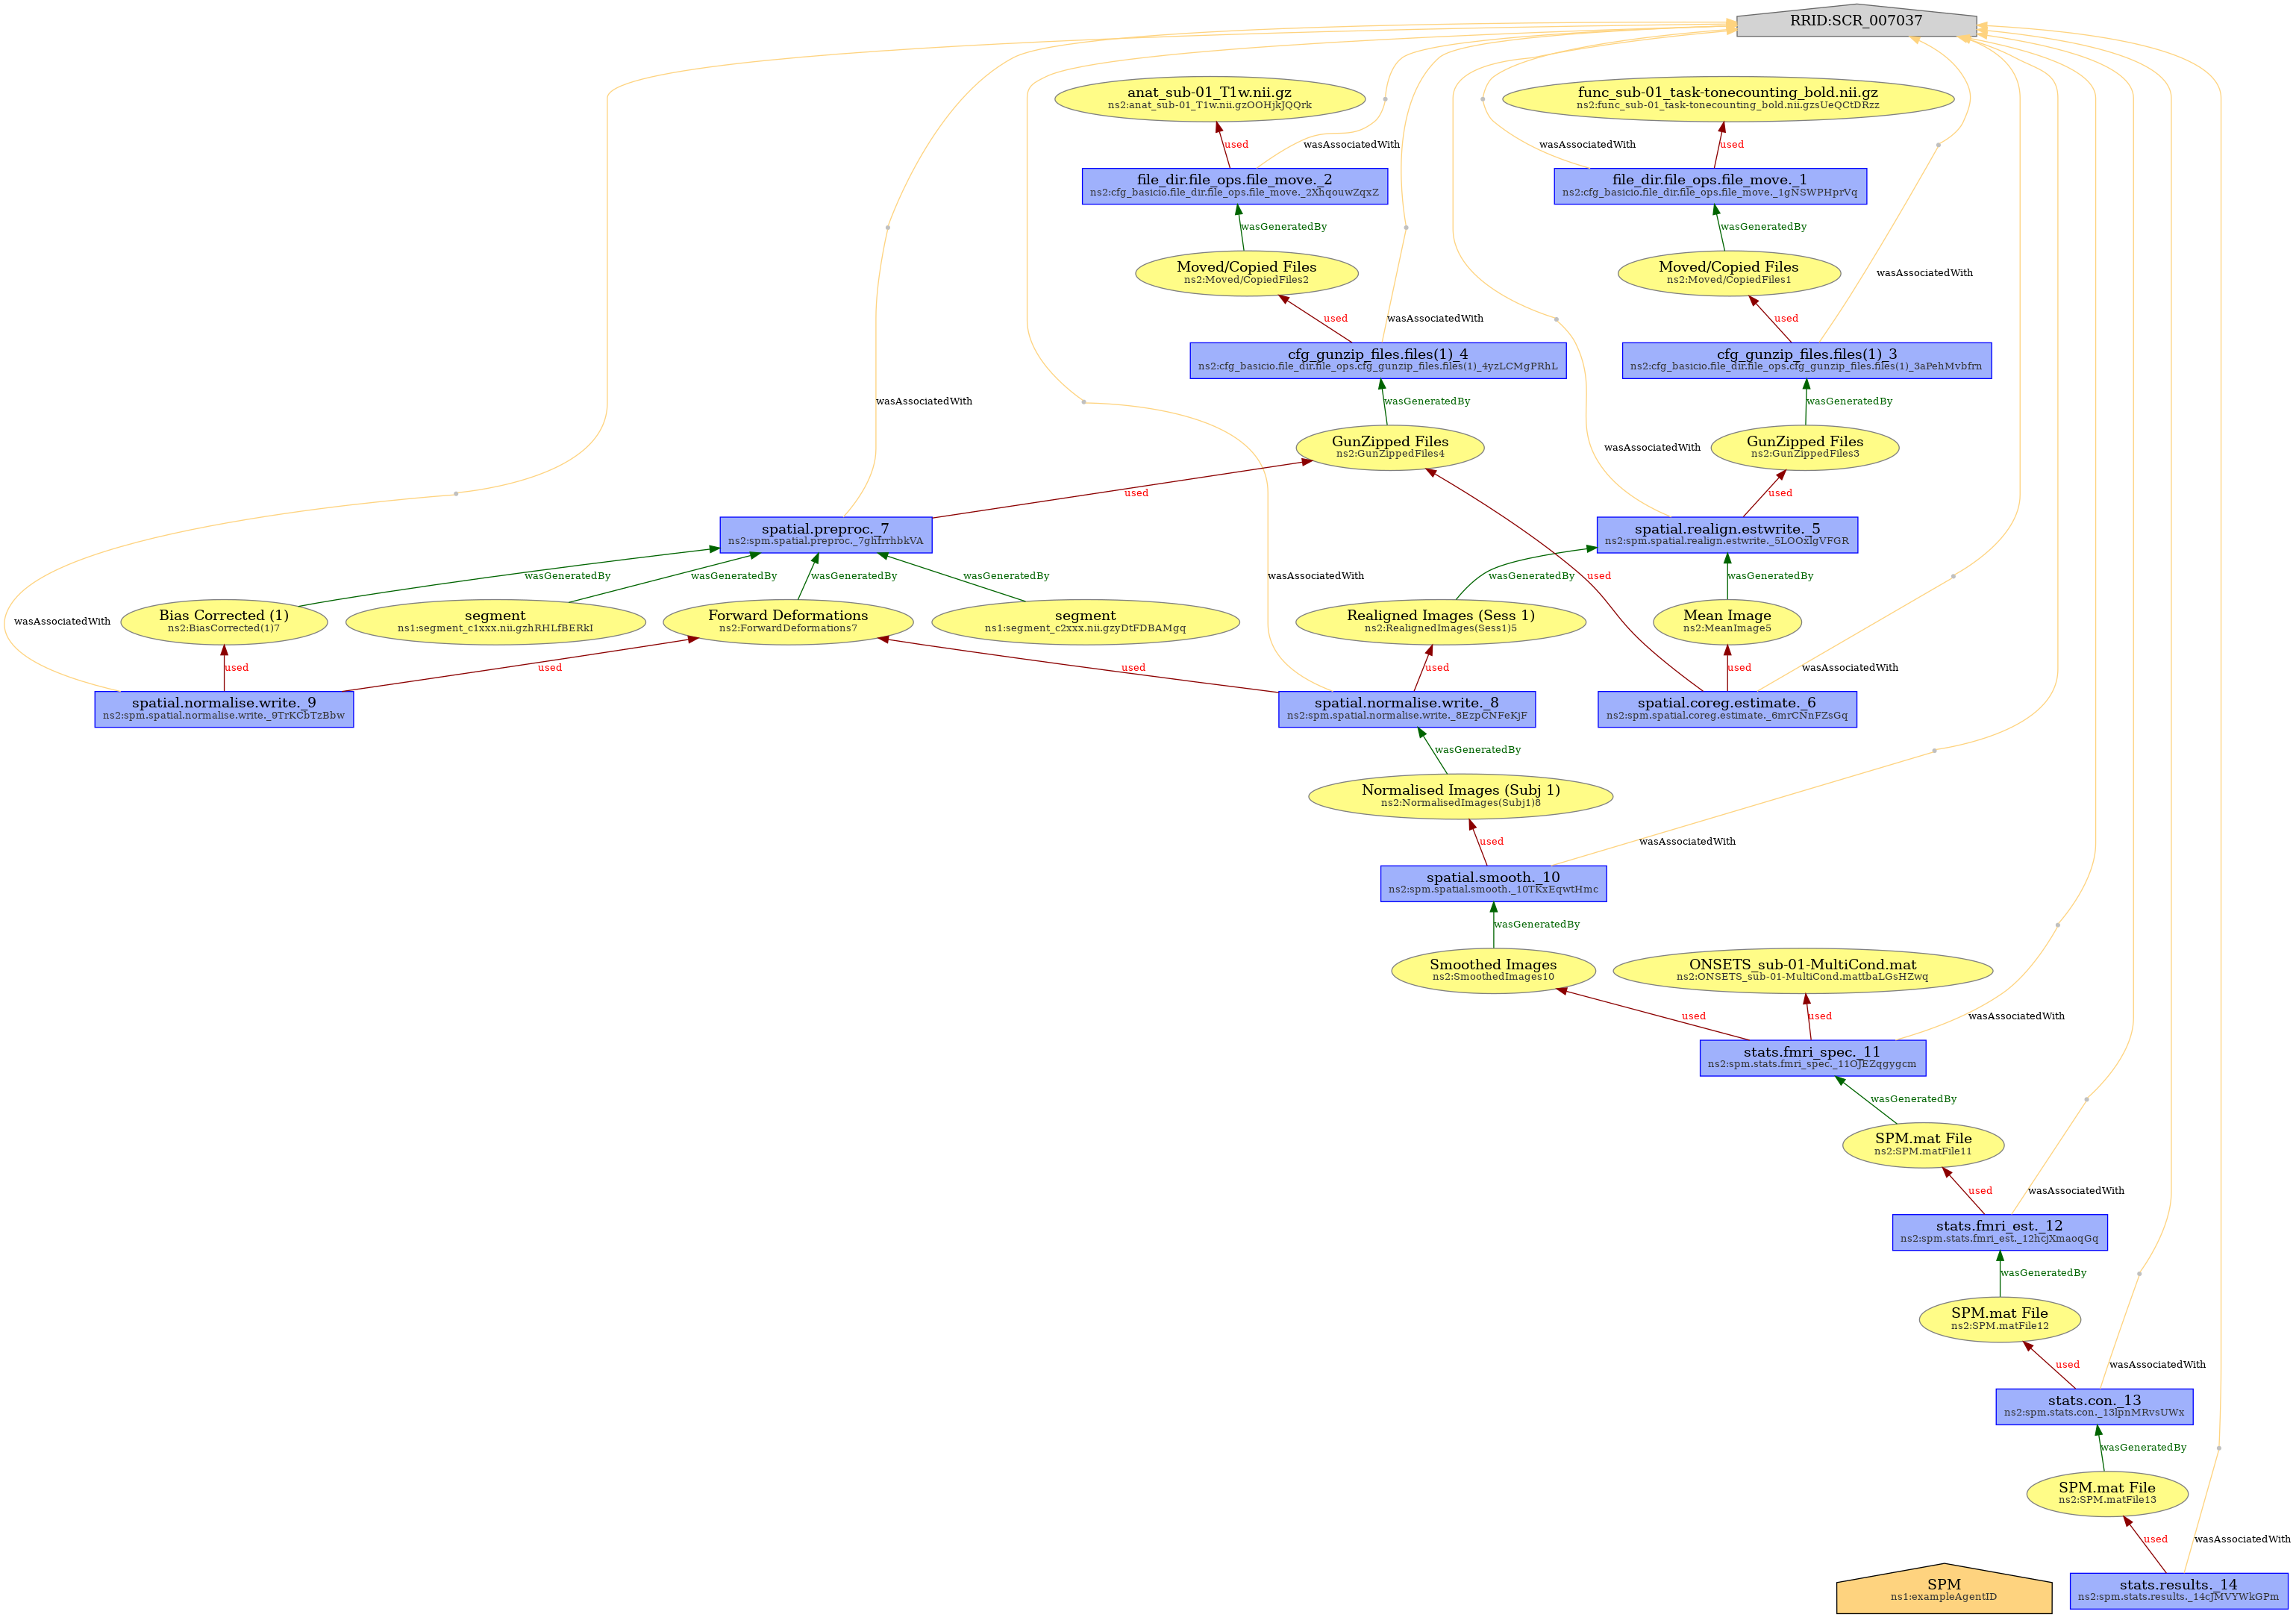 RRID:SCR_007037
anat_sub-01_T1w.nii.gz
ns2:anat_sub-01_T1w.nii.gzOOHjkJQQrk
func_sub-01_task-tonecounting_bold.nii.gz
ns2:func_sub-01_task-tonecounting_bold.nii.gzsUeQCtDRzz
used
wasAssociatedWith
wasAssociatedWith
used
file_dir.file_ops.file_move._2
ns2:cfg_basicio.file_dir.file_ops.file_move._2XhqouwZqxZ
file_dir.file_ops.file_move._1
ns2:cfg_basicio.file_dir.file_ops.file_move._1gNSWPHprVq
wasGeneratedBy
wasGeneratedBy
Moved/Copied Files
ns2:Moved/CopiedFiles2
Moved/Copied Files
ns2:Moved/CopiedFiles1
wasAssociatedWith
used
wasAssociatedWith
used
cfg_gunzip_files.files(1)_4
ns2:cfg_basicio.file_dir.file_ops.cfg_gunzip_files.files(1)_4yzLCMgPRhL
cfg_gunzip_files.files(1)_3
ns2:cfg_basicio.file_dir.file_ops.cfg_gunzip_files.files(1)_3aPehMvbfrn
wasAssociatedWith
wasGeneratedBy
wasGeneratedBy
GunZipped Files
ns2:GunZippedFiles4
wasAssociatedWith
GunZipped Files
ns2:GunZippedFiles3
used
used
spatial.preproc._7
ns2:spm.spatial.preproc._7ghfrrhbkVA
spatial.realign.estwrite._5
ns2:spm.spatial.realign.estwrite._5LOOxlgVFGR
wasGeneratedBy
wasGeneratedBy
wasGeneratedBy
wasGeneratedBy
wasAssociatedWith
wasGeneratedBy
used
wasGeneratedBy
wasAssociatedWith
Bias Corrected (1)
ns2:BiasCorrected(1)7
segment
ns1:segment_c1xxx.nii.gzhRHLfBERkI
Forward Deformations
ns2:ForwardDeformations7
segment
ns1:segment_c2xxx.nii.gzyDtFDBAMgq
Realigned Images (Sess 1)
ns2:RealignedImages(Sess1)5
Mean Image
ns2:MeanImage5
used
used
used
used
used
wasAssociatedWith
spatial.normalise.write._9
ns2:spm.spatial.normalise.write._9TrKCbTzBbw
spatial.normalise.write._8
ns2:spm.spatial.normalise.write._8EzpCNFeKjF
spatial.coreg.estimate._6
ns2:spm.spatial.coreg.estimate._6mrCNnFZsGq
wasGeneratedBy
Normalised Images (Subj 1)
ns2:NormalisedImages(Subj1)8
used
wasAssociatedWith
spatial.smooth._10
ns2:spm.spatial.smooth._10TKxEqwtHmc
wasGeneratedBy
Smoothed Images
ns2:SmoothedImages10
ONSETS_sub-01-MultiCond.mat
ns2:ONSETS_sub-01-MultiCond.mattbaLGsHZwq
used
used
wasAssociatedWith
stats.fmri_spec._11
ns2:spm.stats.fmri_spec._11OJEZqgygcm
wasGeneratedBy
SPM.mat File
ns2:SPM.matFile11
used
wasAssociatedWith
stats.fmri_est._12
ns2:spm.stats.fmri_est._12hcjXmaoqGq
wasGeneratedBy
SPM.mat File
ns2:SPM.matFile12
used
wasAssociatedWith
stats.con._13
ns2:spm.stats.con._13lpnMRvsUWx
wasGeneratedBy
SPM.mat File
ns2:SPM.matFile13
used
wasAssociatedWith
SPM
ns1:exampleAgentID
stats.results._14
ns2:spm.stats.results._14cJMVYWkGPm